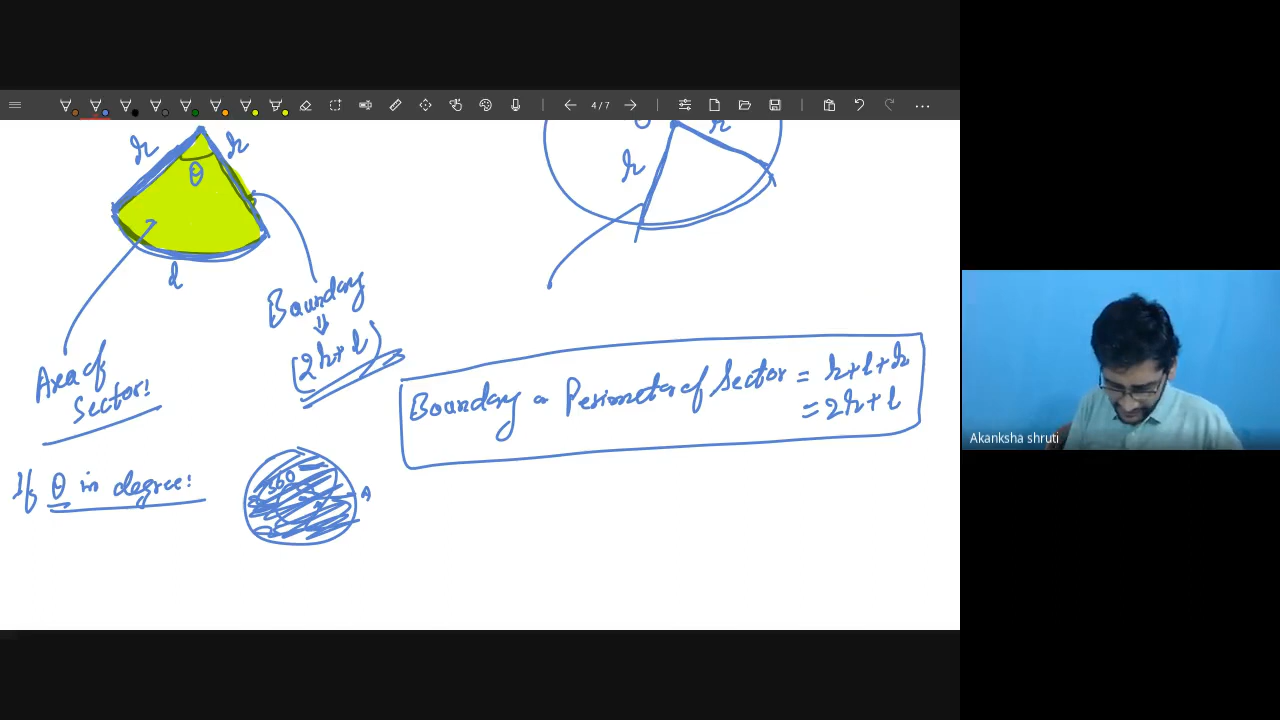 4/7
r
r
θ
l
r
r
Boundary
⇓
(2r+l)
Area of
Sector!
Boundary or Perimeter of Sector = r+l+r
= 2r+l
If θ in degree:
360
A
Akanksha shruti